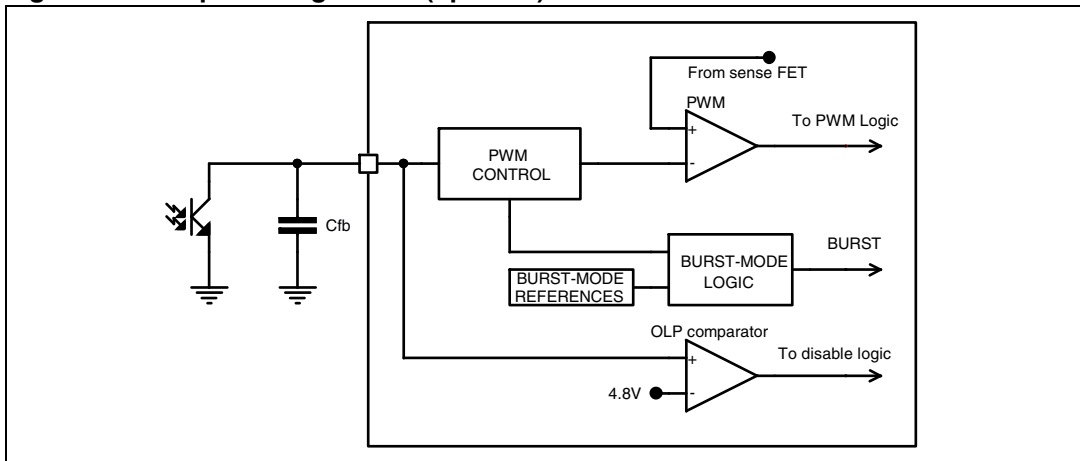 From sense FET
PWM
+
-
To PWM Logic
PWM
CONTROL
Cfb
BURST
BURST-MODE
LOGIC
BURST-MODE
REFERENCES
OLP comparator
+
To disable logic
4.8V
-